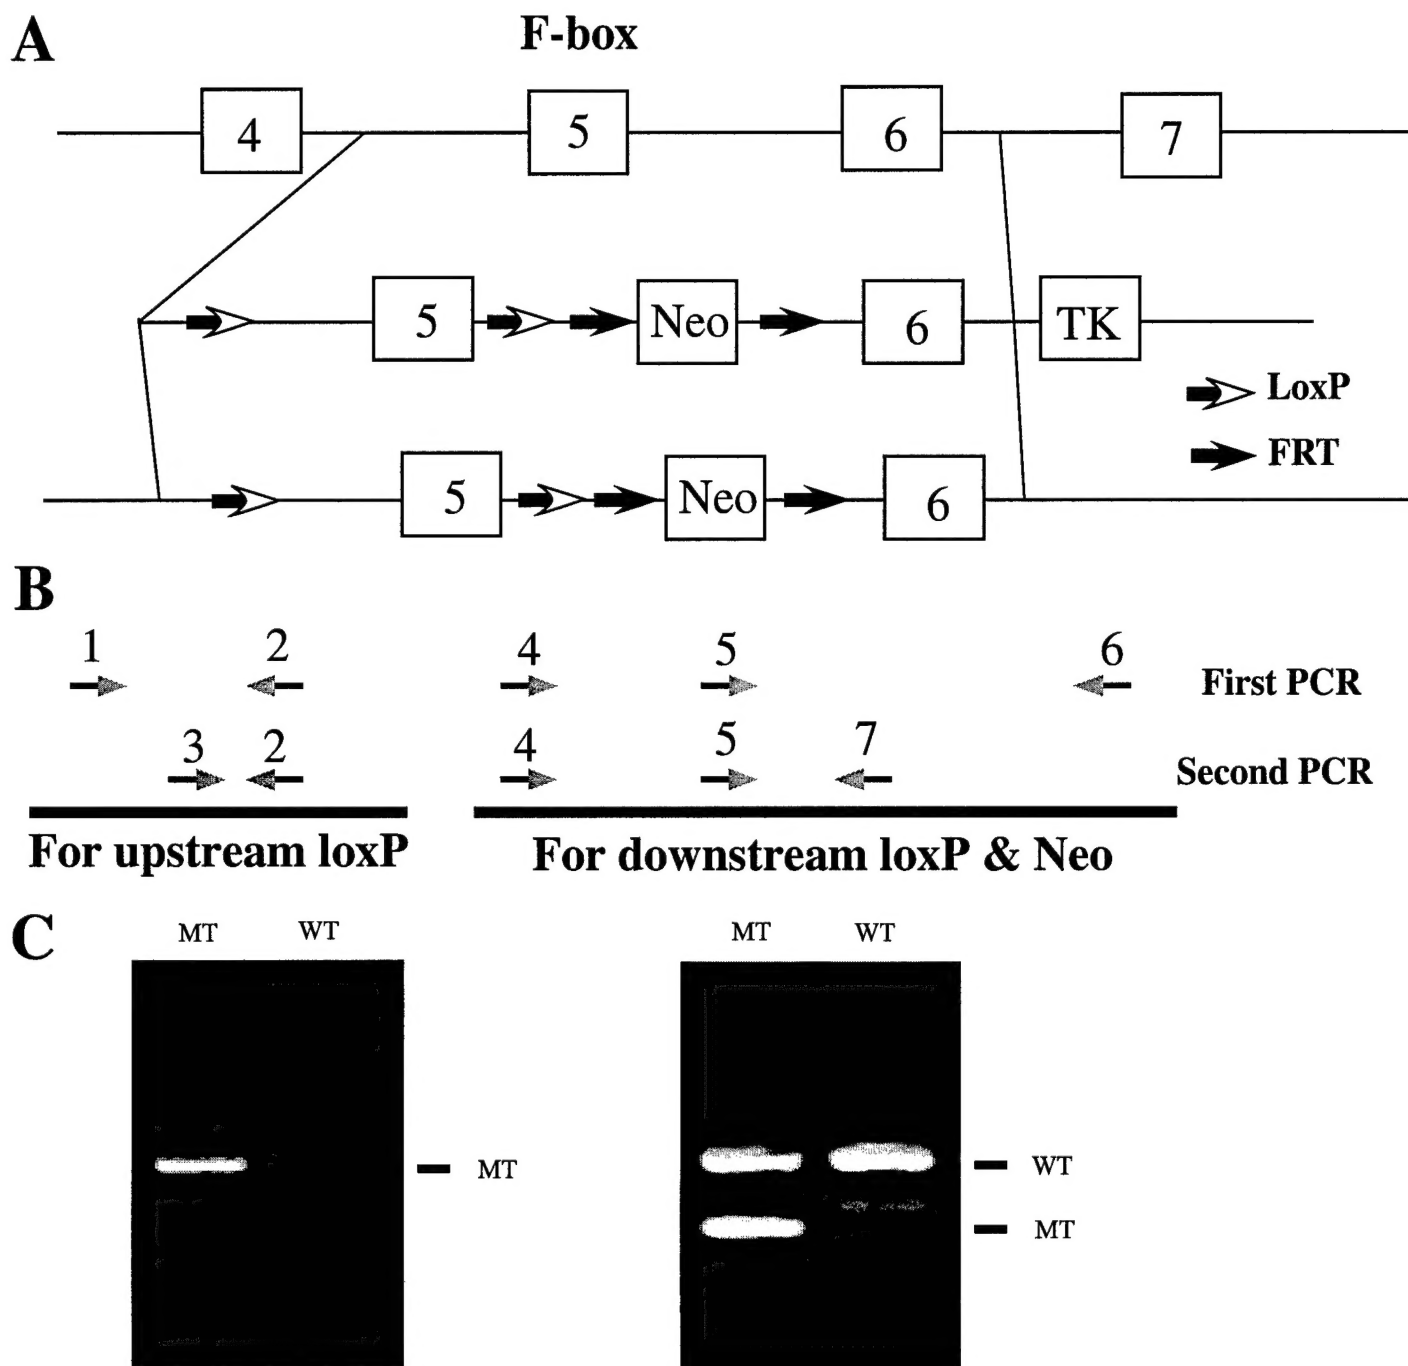 A
F-box
4 5 6 7
5 Neo 6 TK
LoxP
FRT
5 Neo 6
B
1 2 4 5 6
First PCR
3 2 4 5 7
Second PCR
For upstream loxP
For downstream loxP & Neo
C
MT WT MT WT
MT
WT
MT